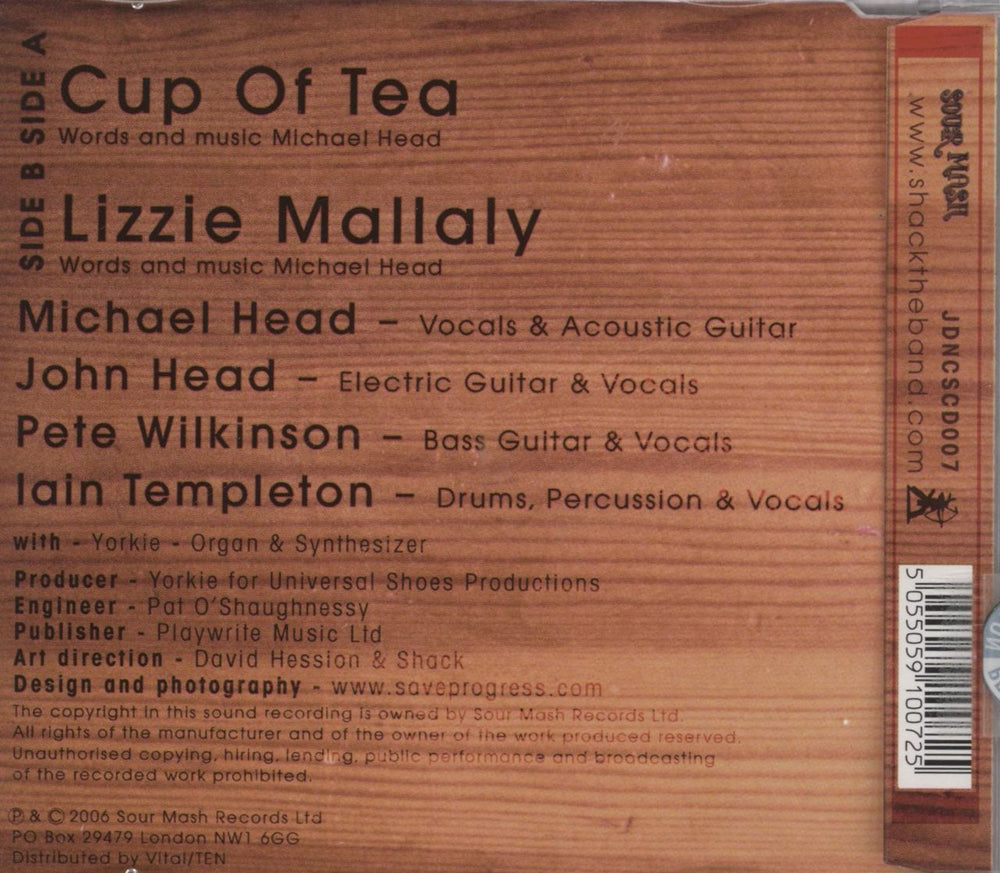 SIDE A
Cup Of Tea
Words and music Michael Head
SIDE B
Lizzie Mallaly
Words and music Michael Head
Michael Head – Vocals & Acoustic Guitar
John Head – Electric Guitar & Vocals
Pete Wilkinson – Bass Guitar & Vocals
Iain Templeton – Drums, Percussion & Vocals
with - Yorkie - Organ & Synthesizer
Producer - Yorkie for Universal Shoes Productions
Engineer - Pat O'Shaughnessy
Publisher - Playwrite Music Ltd
Art direction - David Hession & Shack
Design and photography - www.saveprogress.com
The copyright in this sound recording is owned by Sour Mash Records Ltd.
All rights of the manufacturer and of the owner of the work produced reserved.
Unauthorised copying, hiring, lending, public performance and broadcasting
of the recorded work prohibited.
℗ & © 2006 Sour Mash Records Ltd
PO Box 29479 London NW1 6GG
Distributed by Vital/TEN
SOUR MASH
JDNCSCD007
www.shacktheband.com
5 055059 100725